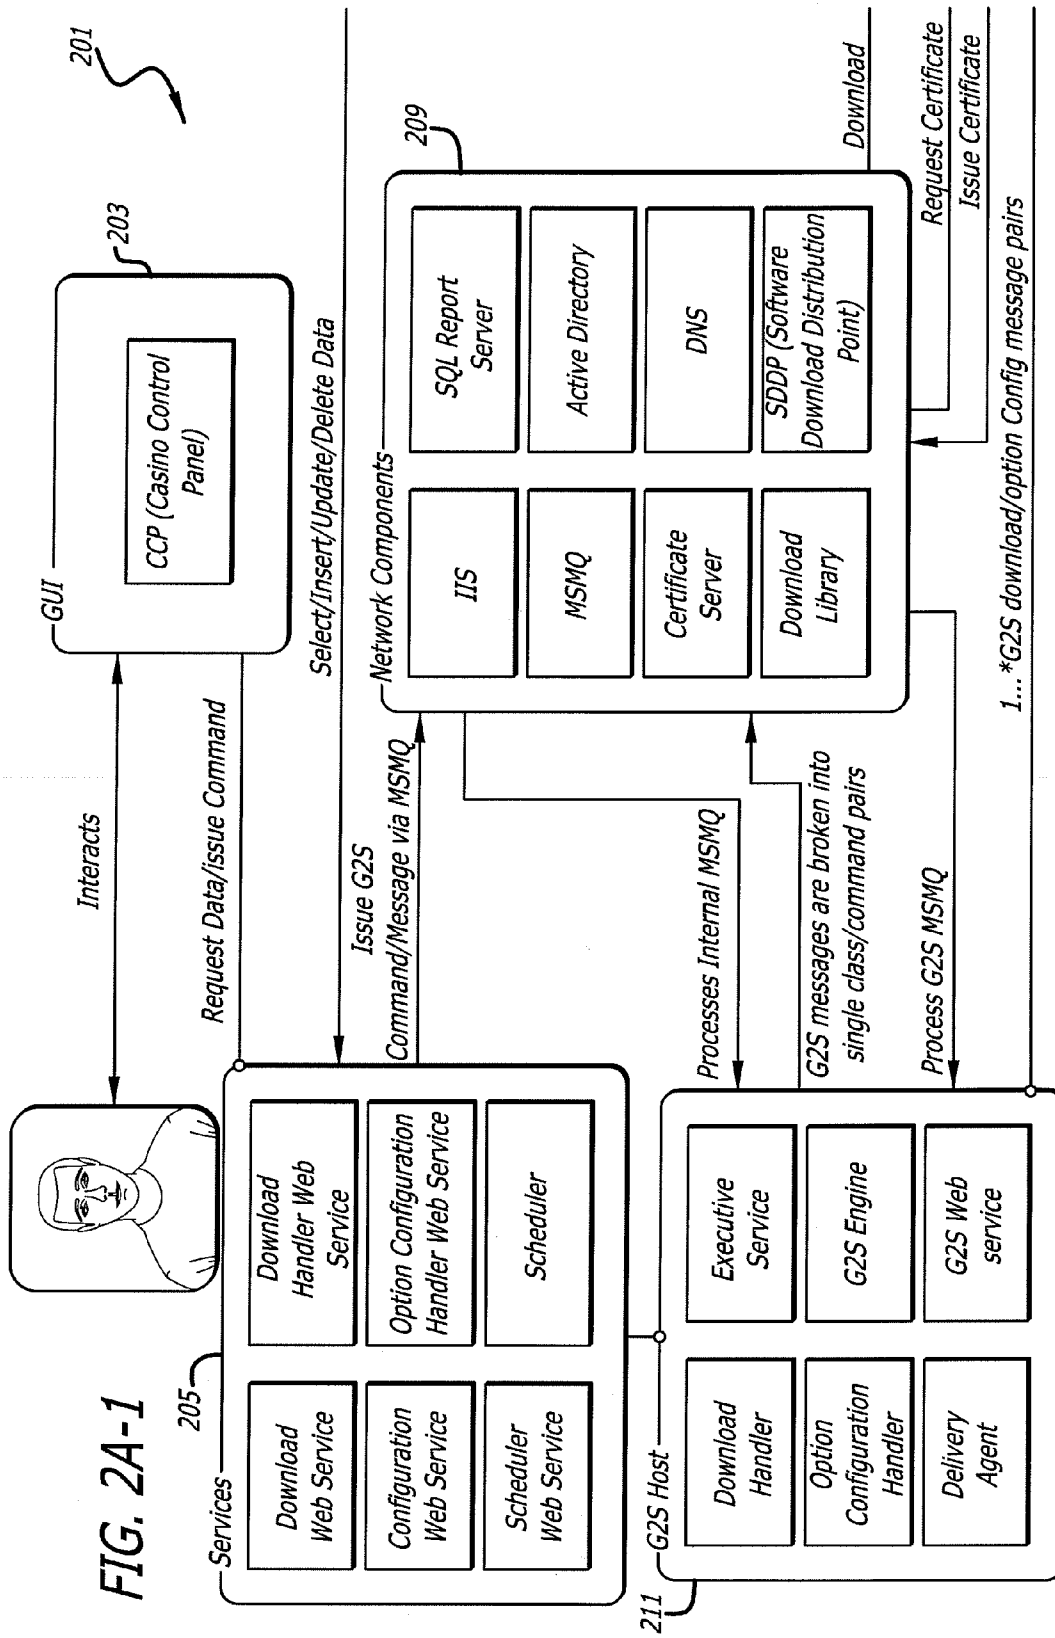 FIG. 2A-1
201
203
GUI
CCP (Casino Control
Panel)
Interacts
Request Data/issue Command
205
Services
Download
Web Service
Download
Handler Web
Service
Configuration
Web Service
Option Configuration
Handler Web Service
Scheduler
Web Service
Scheduler
Select/Insert/Update/Delete Data
Issue G2S
Command/Message via MSMQ
209
Network Components
IIS
SQL Report
Server
MSMQ
Active Directory
Certificate
Server
DNS
Download
Library
SDDP (Software
Download Distribution
Point)
Download
Request Certificate
Issue Certificate
Processes Internal MSMQ
G2S messages are broken into
single class/command pairs
Process G2S MSMQ
1... *G2S download/option Config message pairs
211
G2S Host
Download
Handler
Executive
Service
Option
Configuration
Handler
G2S Engine
Delivery
Agent
G2S Web
service